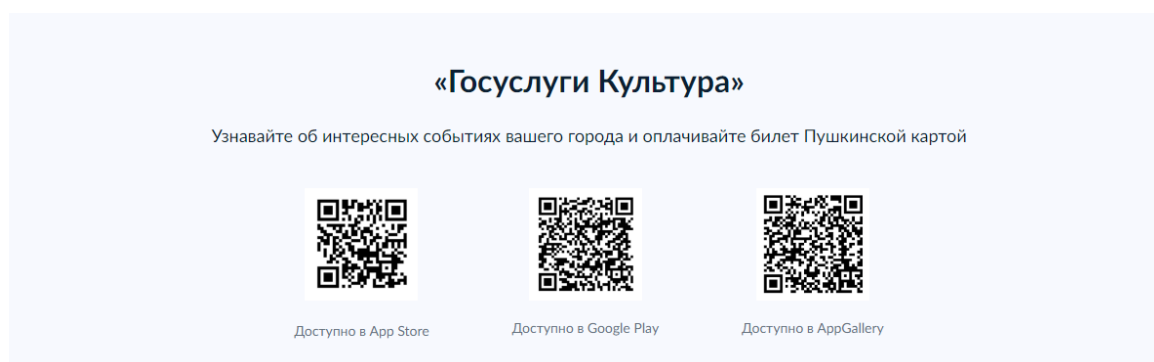 «Госуслуги Культура»
Узнавайте об интересных событиях вашего города и оплачивайте билет Пушкинской картой
Доступно в App Store
Доступно в Google Play
Доступно в AppGallery